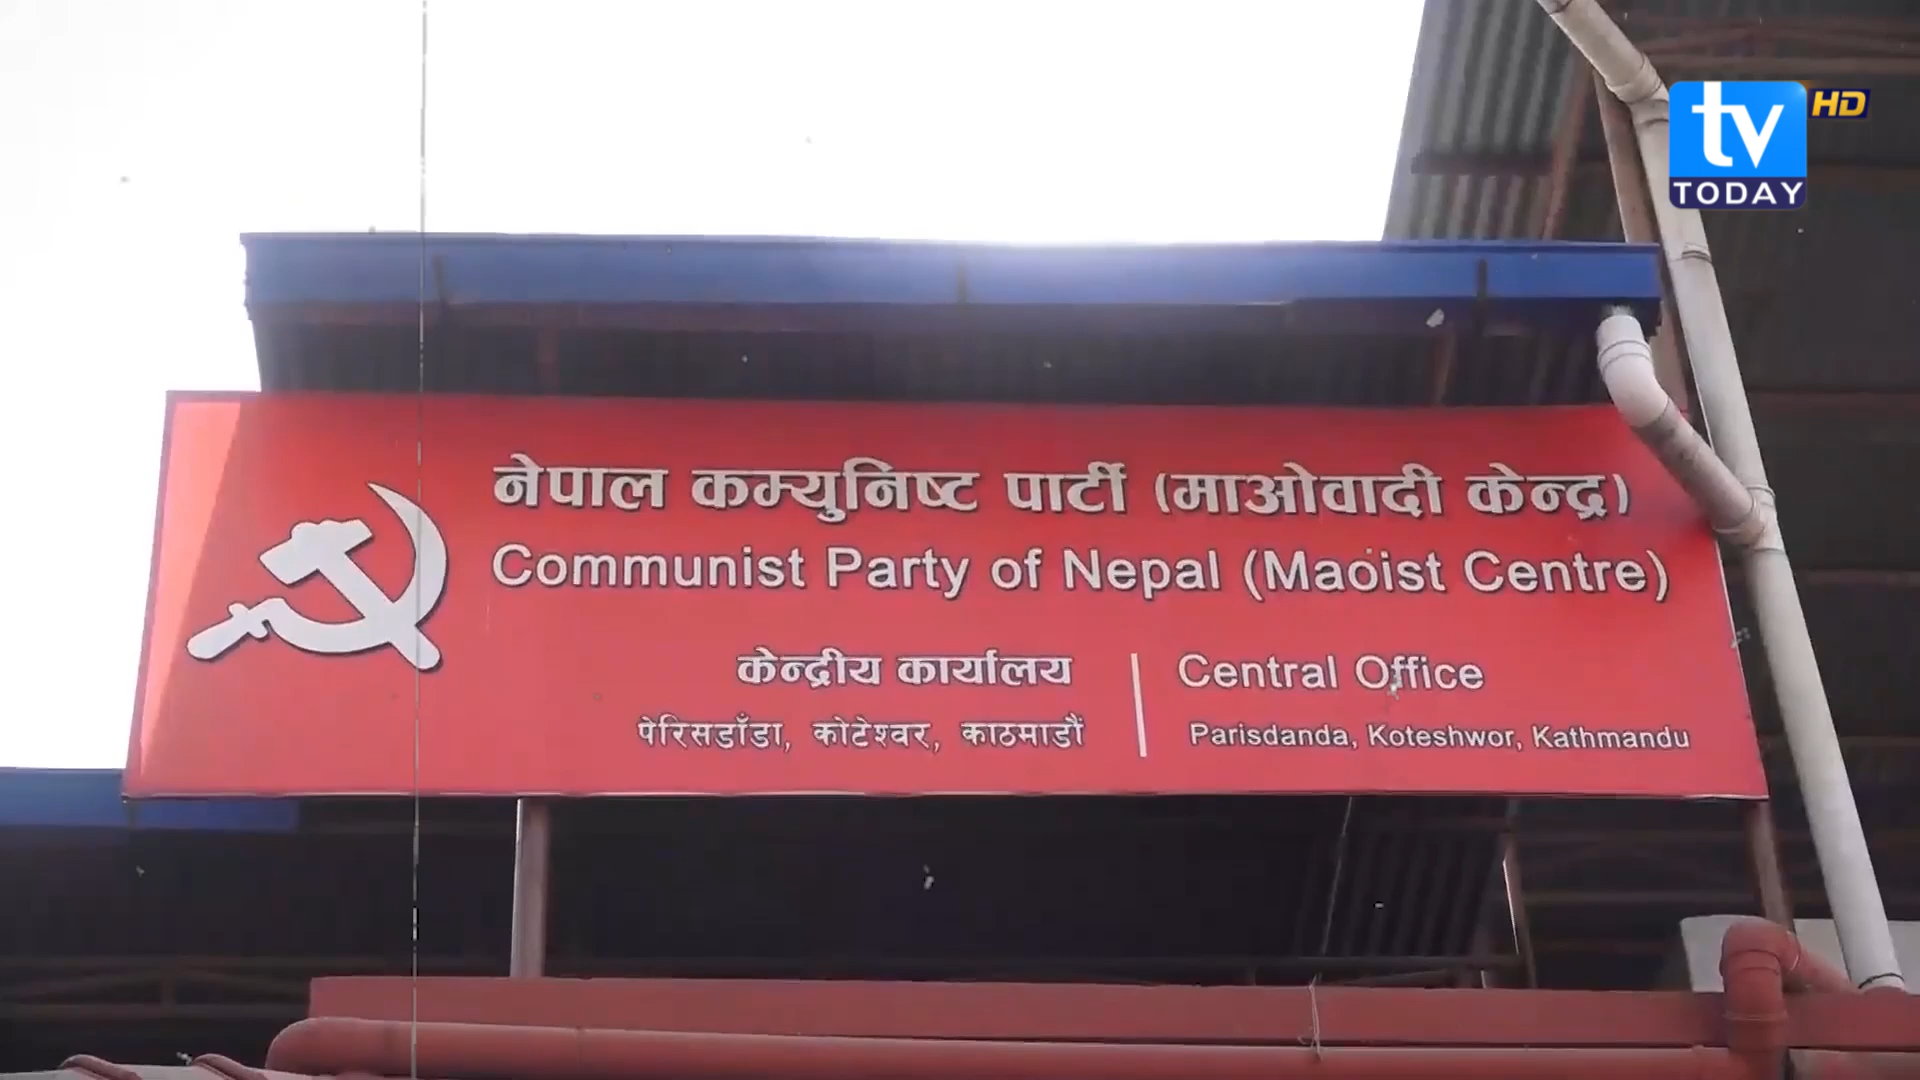 tv HD
TODAY
नेपाल कम्युनिष्ट पार्टी (माओवादी केन्द्र)
Communist Party of Nepal (Maoist Centre)
केन्द्रीय कार्यालय
पेरिसडाँडा, कोटेश्वर, काठमाडौं
Central Office
Parisdanda, Koteshwor, Kathmandu